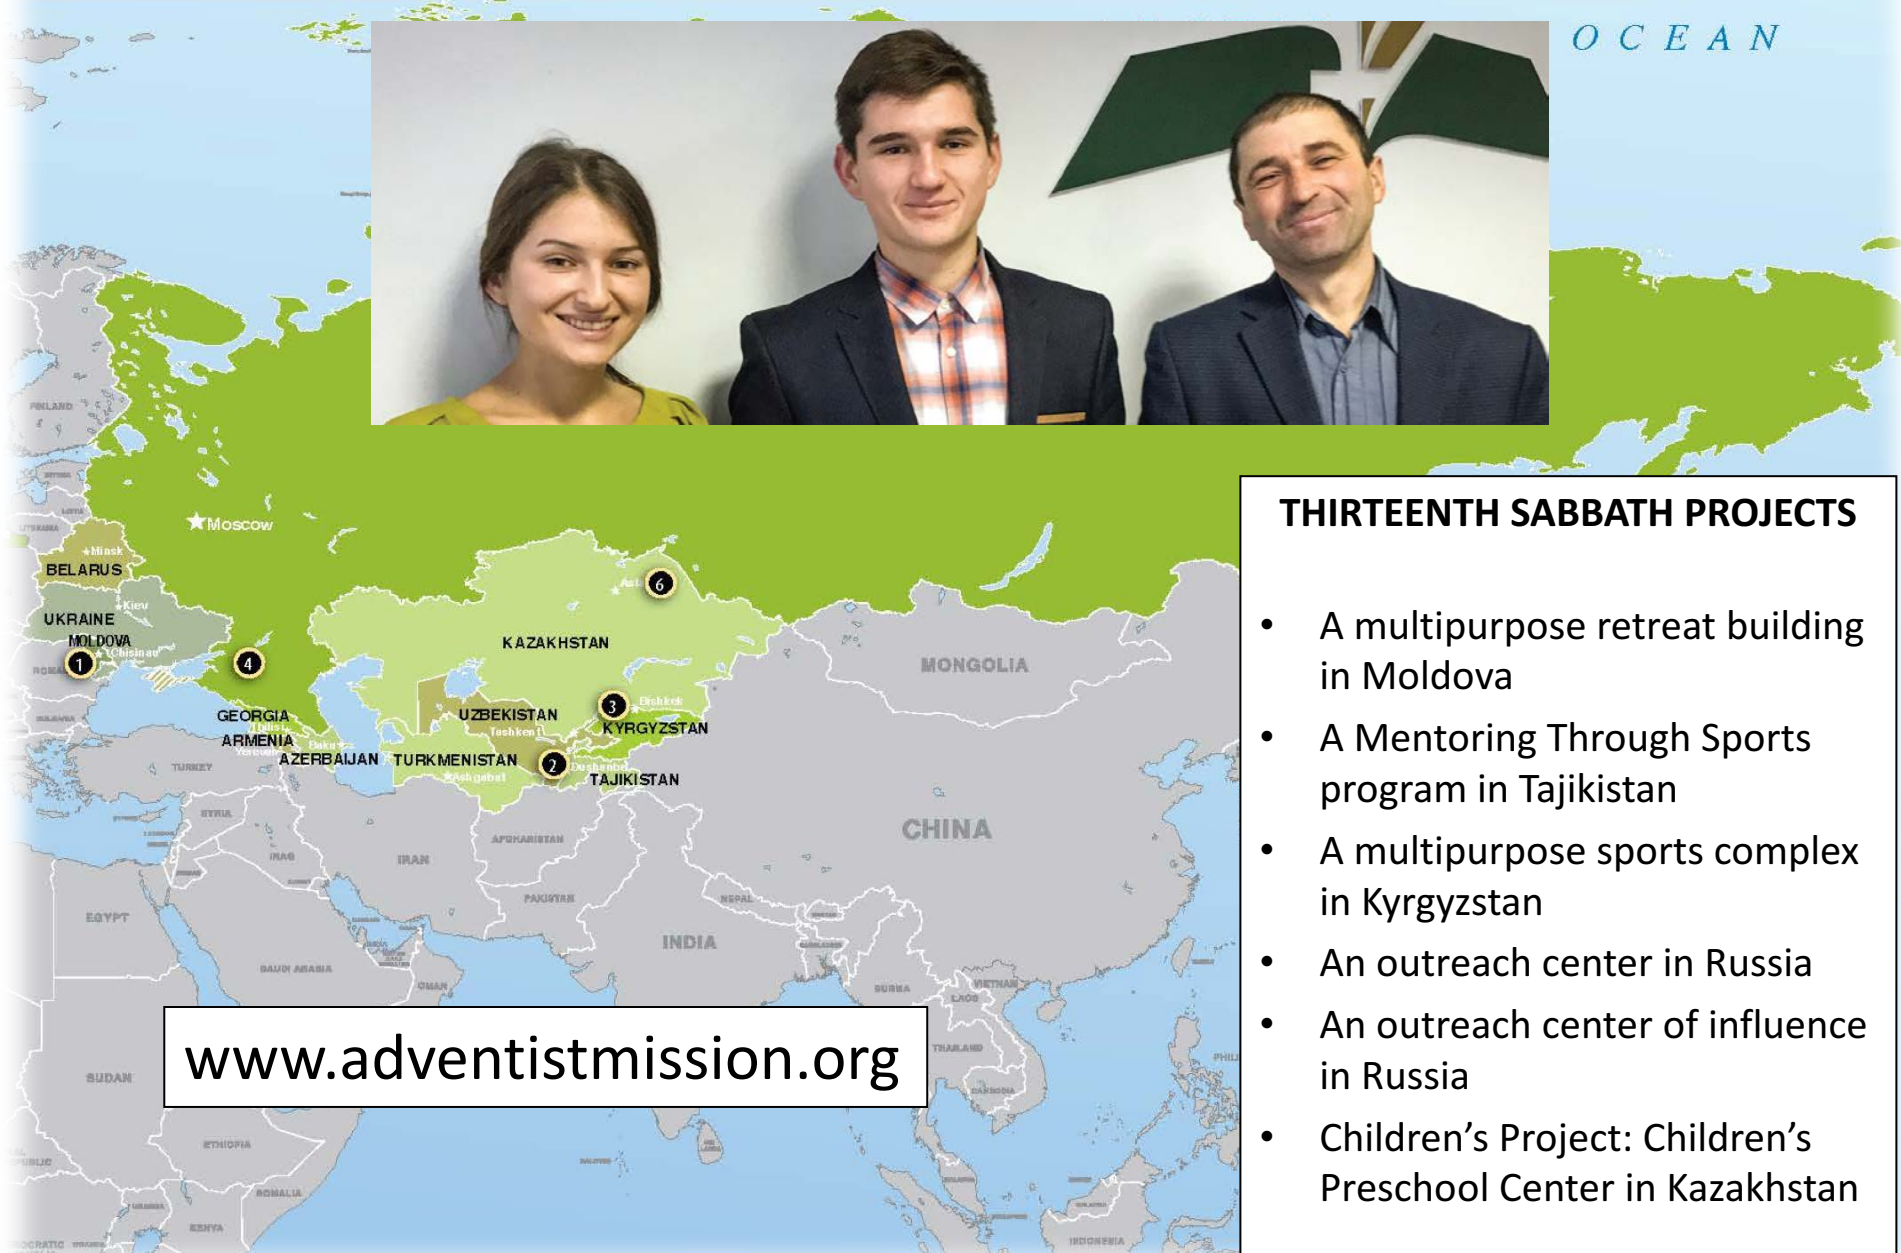 OCEAN
FINLAND
LATVIA
Moscow
Minsk
BELARUS
Kiev
UKRAINE
MOLDOVA
Chisinau
1
4
6
KAZAKHSTAN
MONGOLIA
3
Bishkek
GEORGIA
UZBEKISTAN
KYRGYZSTAN
Tashkent
ARMENIA
Baku
AZERBAIJAN
TURKMENISTAN
2
Dushanbe
TURKEY
Ashgabat
TAJIKISTAN
SYRIA
CHINA
AFGHANISTAN
IRAQ
IRAN
PAKISTAN
NEPAL
EGYPT
INDIA
SAUDI ARABIA
OMAN
BURMA
VIETNAM
LAOS
THAILAND
CAMBODIA
SUDAN
ETHIOPIA
SOMALIA
KENYA
INDONESIA
www.adventistmission.org
THIRTEENTH SABBATH PROJECTS
• A multipurpose retreat building
in Moldova
• A Mentoring Through Sports
program in Tajikistan
• A multipurpose sports complex
in Kyrgyzstan
• An outreach center in Russia
• An outreach center of influence
in Russia
• Children’s Project: Children’s
Preschool Center in Kazakhstan